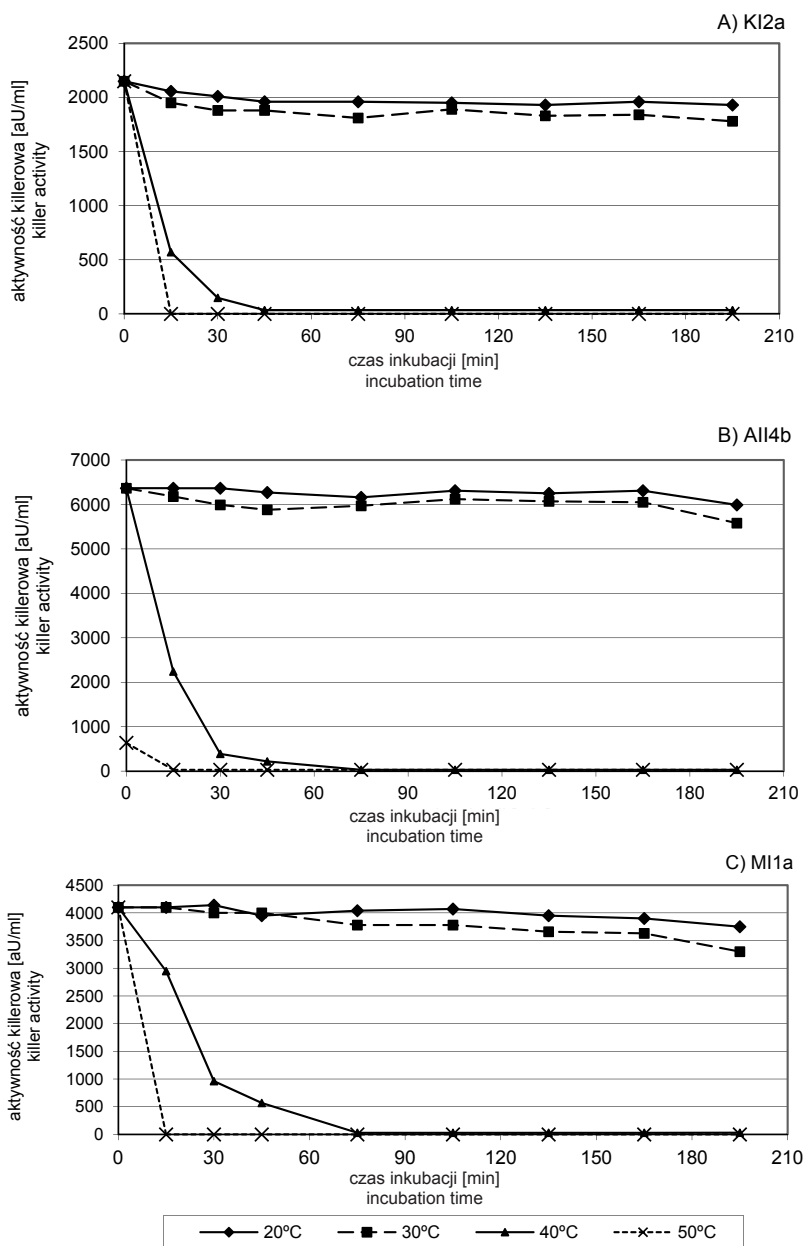 A) KI2a
2500
2000
1500
1000
500
0
aktywność killerowa [aU/ml]
killer activity
0 30 60 90 120 150 180 210
czas inkubacji [min]
incubation time
B) AII4b
7000
6000
5000
4000
3000
2000
1000
0
aktywność killerowa [aU/ml]
killer activity
0 30 60 90 120 150 180 210
czas inkubacji [min]
incubation time
C) MI1a
4500
4000
3500
3000
2500
2000
1500
1000
500
0
aktywność killerowa [aU/ml]
killer activity
0 30 60 90 120 150 180 210
czas inkubacji [min]
incubation time
20ºC 30ºC 40ºC 50ºC